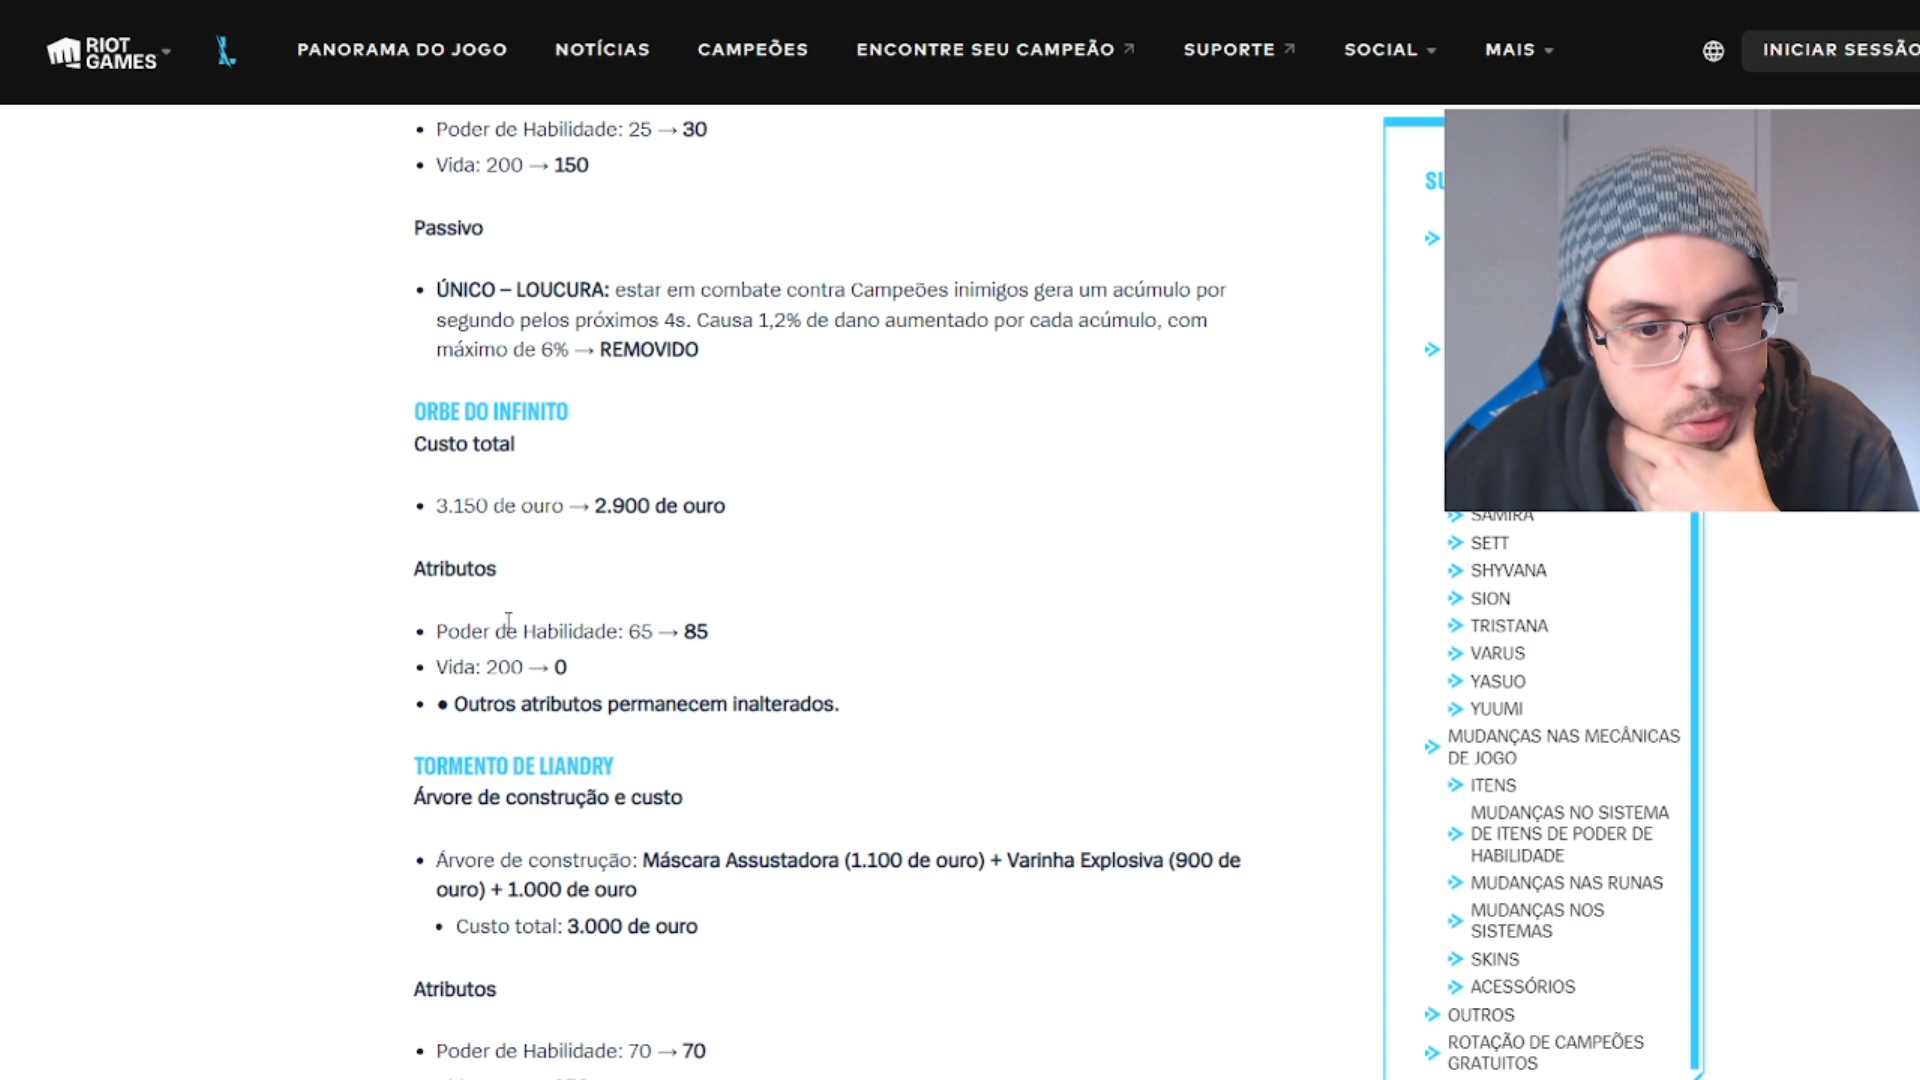 RIOT GAMES
PANORAMA DO JOGO
NOTÍCIAS
CAMPEÕES
ENCONTRE SEU CAMPEÃO
SUPORTE
SOCIAL
MAIS
INICIAR SESSÃO
• Poder de Habilidade: 25 → 30
• Vida: 200 → 150
Passivo
• ÚNICO – LOUCURA: estar em combate contra Campeões inimigos gera um acúmulo por
segundo pelos próximos 4s. Causa 1,2% de dano aumentado por cada acúmulo, com
máximo de 6% → REMOVIDO
ORBE DO INFINITO
Custo total
• 3.150 de ouro → 2.900 de ouro
Atributos
• Poder de Habilidade: 65 → 85
• Vida: 200 → 0
• ● Outros atributos permanecem inalterados.
TORMENTO DE LIANDRY
Árvore de construção e custo
• Árvore de construção: Máscara Assustadora (1.100 de ouro) + Varinha Explosiva (900 de
ouro) + 1.000 de ouro
• Custo total: 3.000 de ouro
Atributos
• Poder de Habilidade: 70 → 70
SU
SAMIRA
SETT
SHYVANA
SION
TRISTANA
VARUS
YASUO
YUUMI
MUDANÇAS NAS MECÂNICAS
DE JOGO
ITENS
MUDANÇAS NO SISTEMA
DE ITENS DE PODER DE
HABILIDADE
MUDANÇAS NAS RUNAS
MUDANÇAS NOS
SISTEMAS
SKINS
ACESSÓRIOS
OUTROS
ROTAÇÃO DE CAMPEÕES
GRATUITOS